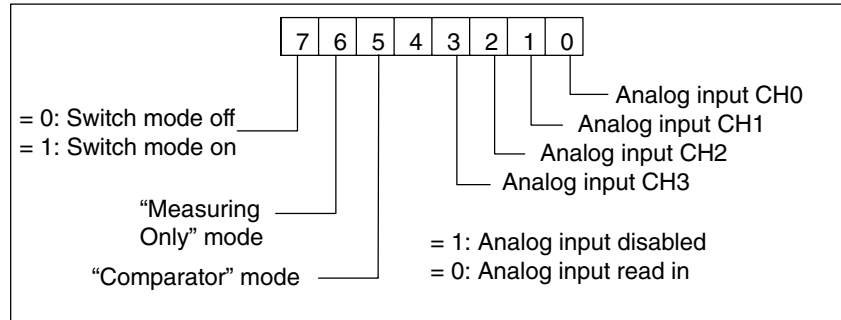 7 6 5 4 3 2 1 0
= 0: Switch mode off
= 1: Switch mode on
Analog input CH0
Analog input CH1
Analog input CH2
Analog input CH3
“Measuring
Only” mode
“Comparator” mode
= 1: Analog input disabled
= 0: Analog input read in